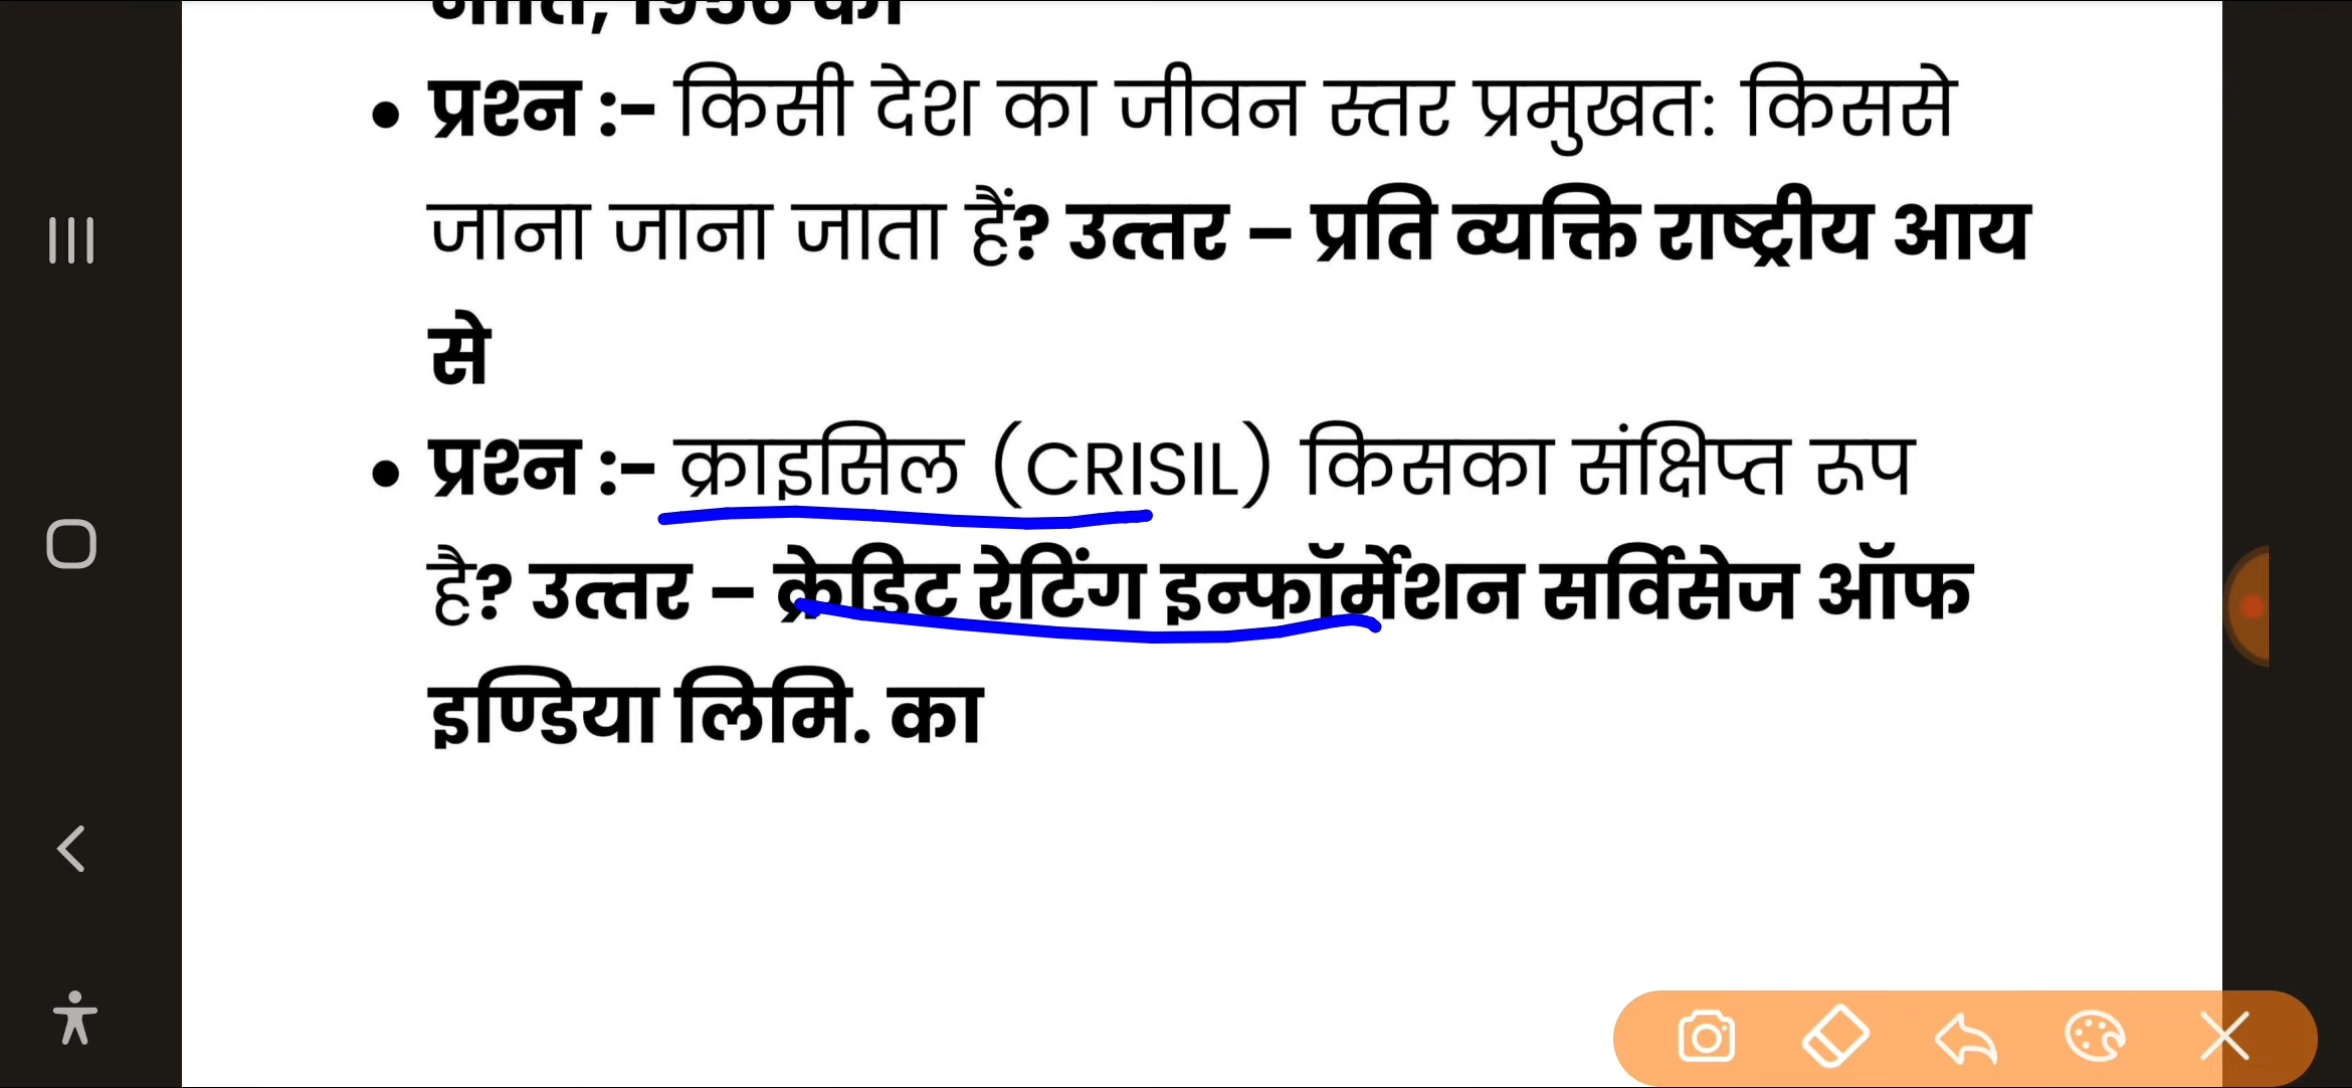 नीति, 1956 को
• प्रश्न :- किसी देश का जीवन स्तर प्रमुखतः किससे
जाना जाना जाता हैं? उत्तर – प्रति व्यक्ति राष्ट्रीय आय
से
• प्रश्न :- क्राइसिल (CRISIL) किसका संक्षिप्त रूप
है? उत्तर – क्रेडिट रेटिंग इन्फॉर्मेशन सर्विसेज ऑफ
इण्डिया लिमि. का